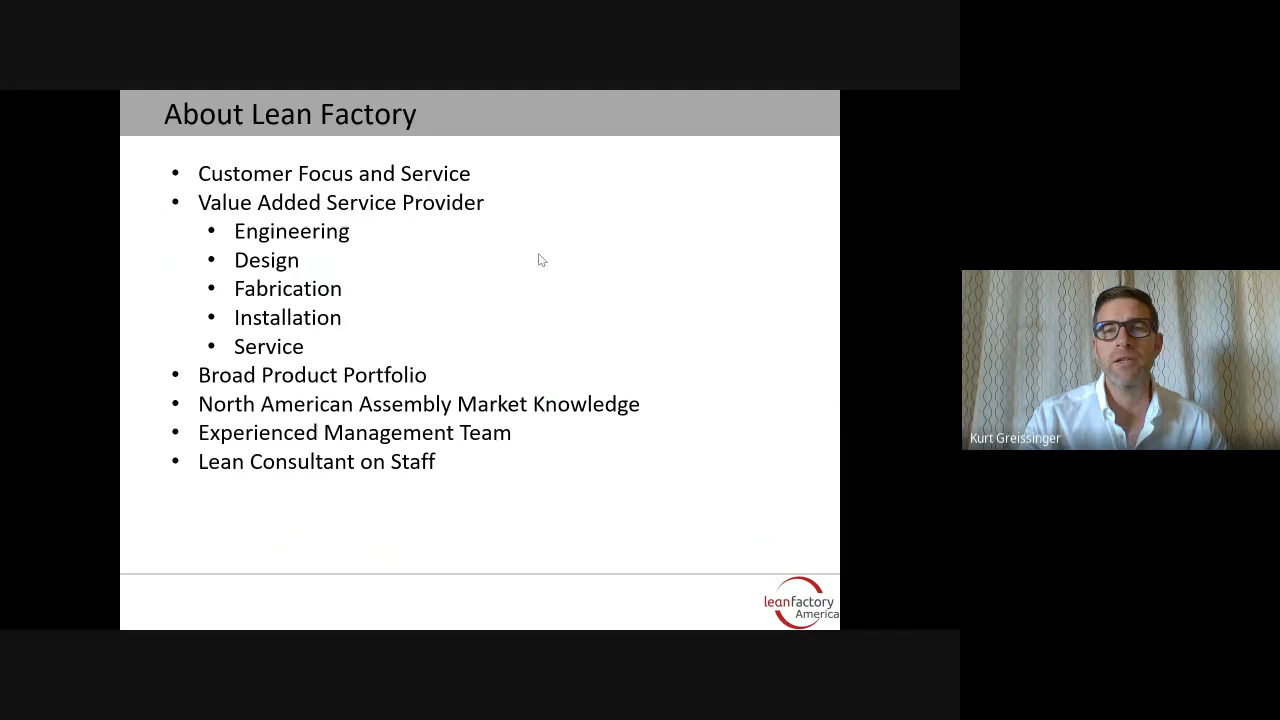 About Lean Factory
• Customer Focus and Service
• Value Added Service Provider
• Engineering
• Design
• Fabrication
• Installation
• Service
• Broad Product Portfolio
• North American Assembly Market Knowledge
• Experienced Management Team
• Lean Consultant on Staff
leanfactory
America
Kurt Greissinger